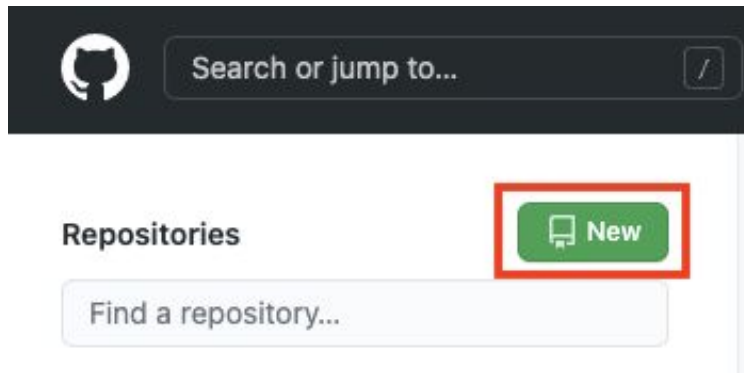 Search or jump to... /
Repositories
New
Find a repository...